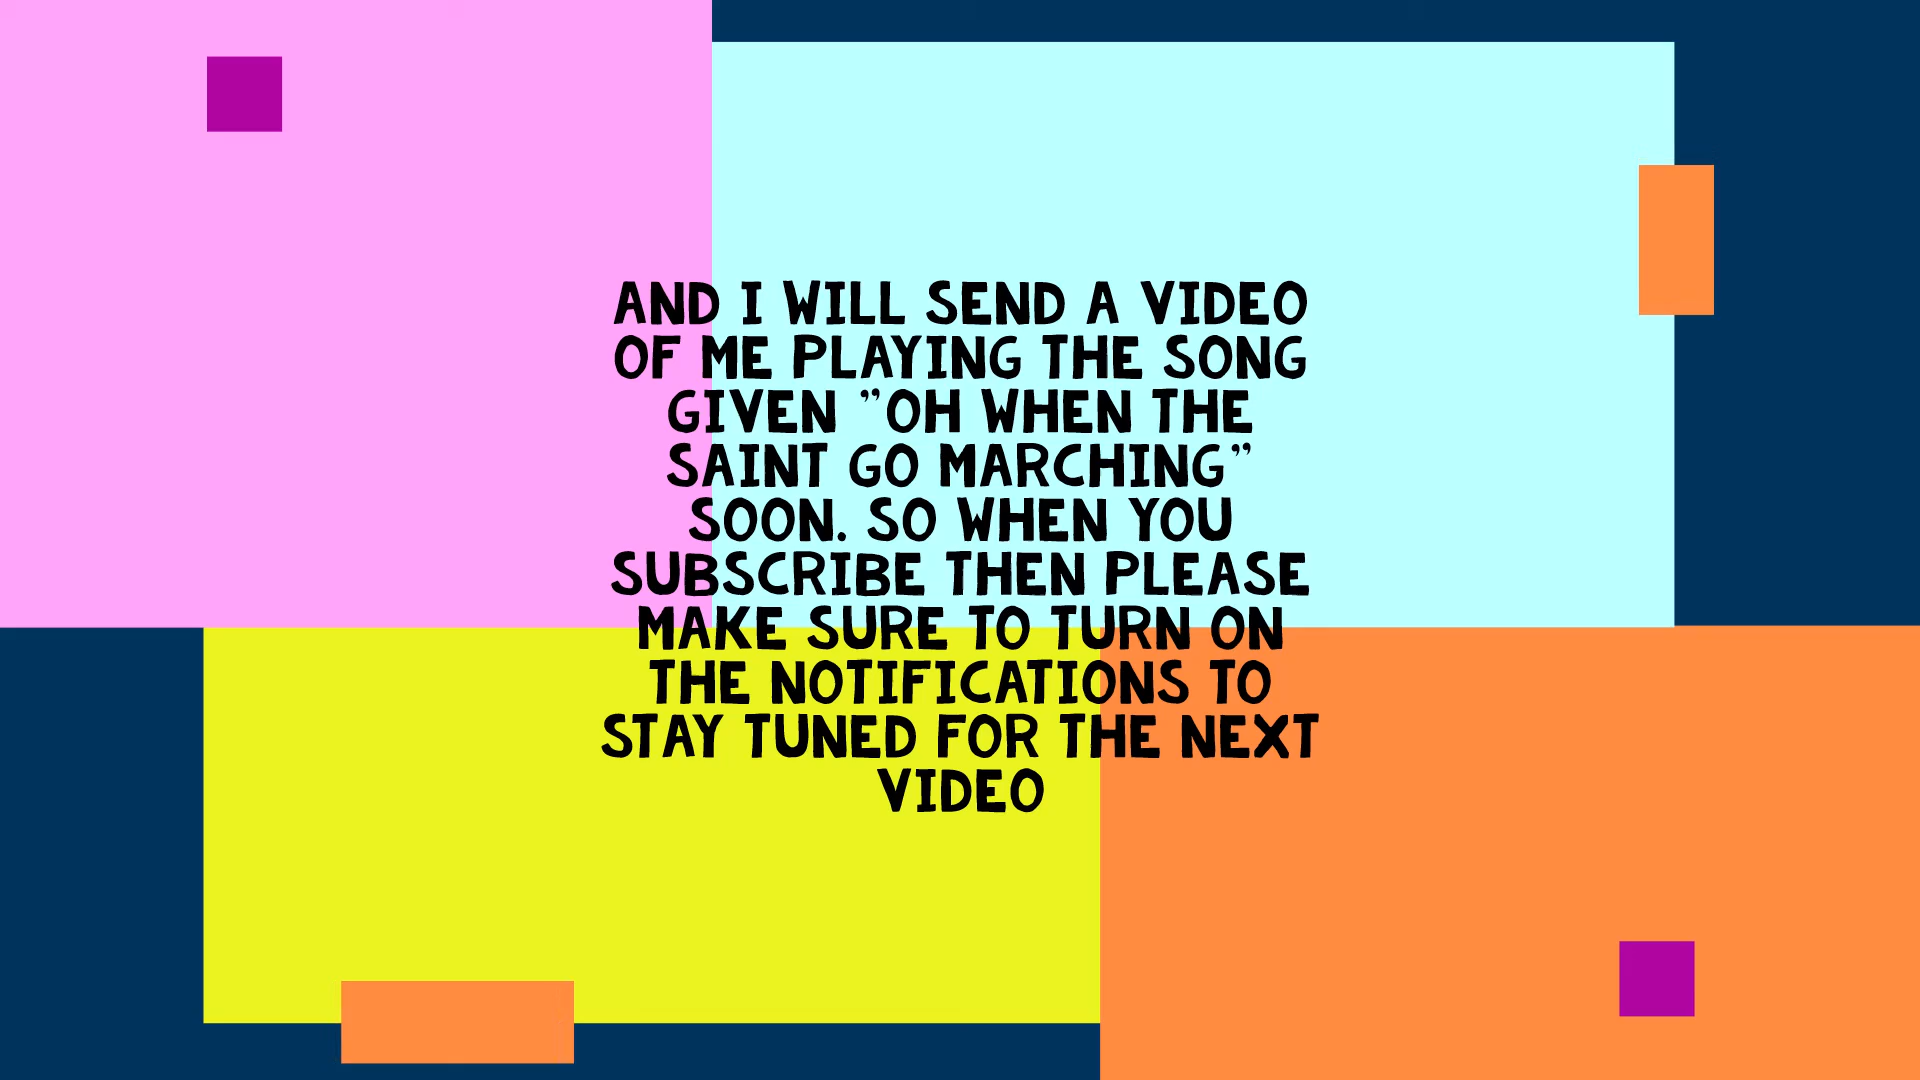 AND I WILL SEND A VIDEO
OF ME PLAYING THE SONG
GIVEN ”OH WHEN THE
SAINT GO MARCHING”
SOON. SO WHEN YOU
SUBSCRIBE THEN PLEASE
MAKE SURE TO TURN ON
THE NOTIFICATIONS TO
STAY TUNED FOR THE NEXT
VIDEO